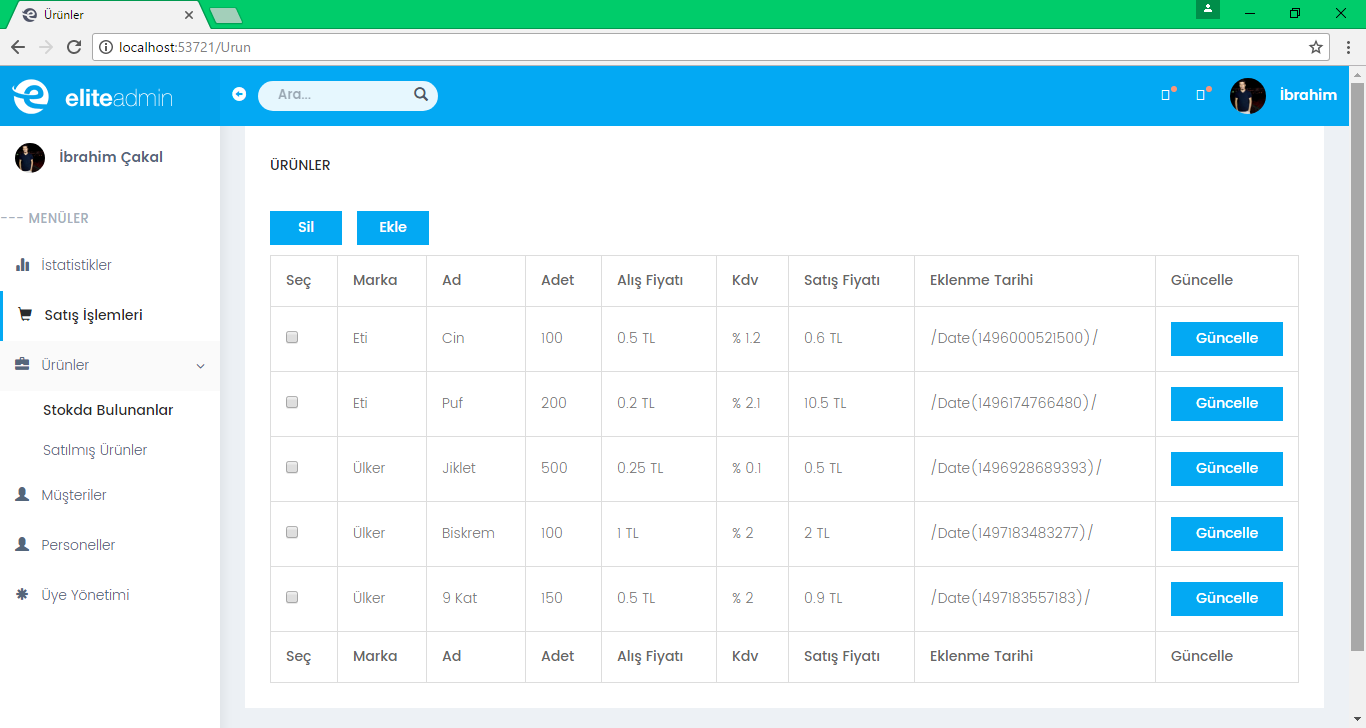 Ürünler
localhost:53721/Urun
eliteadmin
Ara...
İbrahim
İbrahim Çakal
--- MENÜLER
İstatistikler
Satış İşlemleri
Ürünler
Stokda Bulunanlar
Satılmış Ürünler
Müşteriler
Personeller
Üye Yönetimi
ÜRÜNLER
Sil Ekle
Seç Marka Ad Adet Alış Fiyatı Kdv Satış Fiyatı Eklenme Tarihi Güncelle
Eti Cin 100 0.5 TL % 1.2 0.6 TL /Date(1496000521500)/ Güncelle
Eti Puf 200 0.2 TL % 2.1 10.5 TL /Date(1496174766480)/ Güncelle
Ülker Jiklet 500 0.25 TL % 0.1 0.5 TL /Date(1496928689393)/ Güncelle
Ülker Biskrem 100 1 TL % 2 2 TL /Date(1497183483277)/ Güncelle
Ülker 9 Kat 150 0.5 TL % 2 0.9 TL /Date(1497183557183)/ Güncelle
Seç Marka Ad Adet Alış Fiyatı Kdv Satış Fiyatı Eklenme Tarihi Güncelle